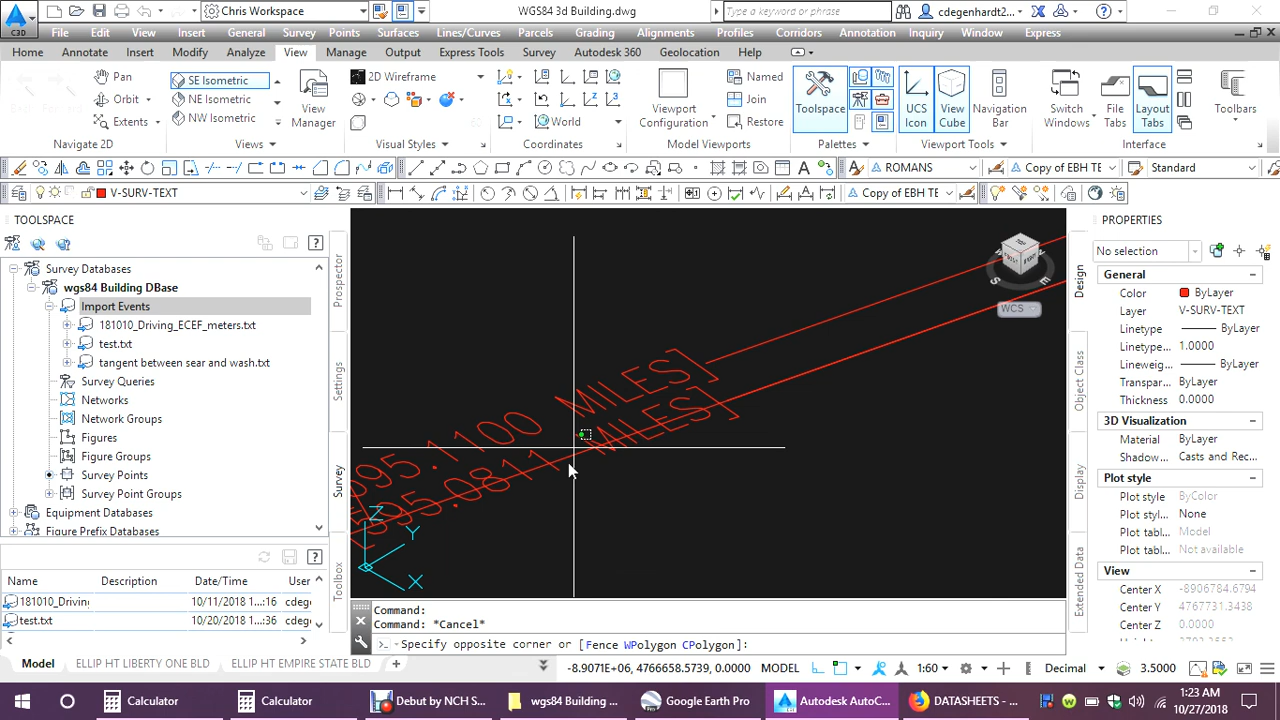 Chris Workspace
WGS84 3d Building.dwg
Type a keyword or phrase
cdegenhardt2...
C3D
File Edit View Insert General Survey Points Surfaces Lines/Curves Parcels Grading Alignments Profiles Corridors Annotation Inquiry Window Express
Home Annotate Insert Modify Analyze View Manage Output Express Tools Survey Autodesk 360 Geolocation Help
Pan
Orbit
Extents
Navigate 2D
SE Isometric
NE Isometric
NW Isometric
Views
View
Manager
2D Wireframe
Visual Styles
World
Coordinates
Viewport
Configuration
Named
Join
Restore
Model Viewports
Toolspace
Palettes
UCS
Icon
View
Cube
Navigation
Bar
Viewport Tools
Switch
Windows
File
Tabs
Layout
Tabs
Interface
Toolbars
ROMANS
Copy of EBH TE
Standard
V-SURV-TEXT
Copy of EBH TE...
TOOLSPACE
Survey Databases
wgs84 Building DBase
Import Events
181010_Driving_ECEF_meters.txt
test.txt
tangent between sear and wash.txt
Survey Queries
Networks
Network Groups
Figures
Figure Groups
Survey Points
Survey Point Groups
Equipment Databases
Figure Prefix Databases
Prospector
Settings
Survey
Toolbox
Name Description Date/Time User
181010_Drivin 10/11/2018 1...:16 cdege
test.txt 10/20/2018 1...:36 cdege
895.1100 MILES]
895.0811 MILES]
Z
Y
X
TOP
S
E
WCS
PROPERTIES
No selection
General
Color ByLayer
Layer V-SURV-TEXT
Linetype ByLayer
Linetype... 1.0000
Lineweig... ByLayer
Transpar... ByLayer
Thickness 0.0000
3D Visualization
Material ByLayer
Shadow... Casts and Rec...
Plot style
Plot style ByColor
Plot styl... None
Plot tabl... Model
Plot tabl... Not available
View
Center X -8906784.6794
Center Y 4767731.3438
Center Z 0.0000
Design
Object Class
Display
Extended Data
Command:
Command: *Cancel*
Specify opposite corner or [Fence WPolygon CPolygon]:
Model ELLIP HT LIBERTY ONE BLD ELLIP HT EMPIRE STATE BLD +
-8.9071E+06, 4766658.5739, 0.0000 MODEL 1:60 Decimal 3.5000
Calculator
Calculator
Debut by NCH S...
wgs84 Building ...
Google Earth Pro
Autodesk AutoC...
DATASHEETS — ...
1:23 AM
10/27/2018